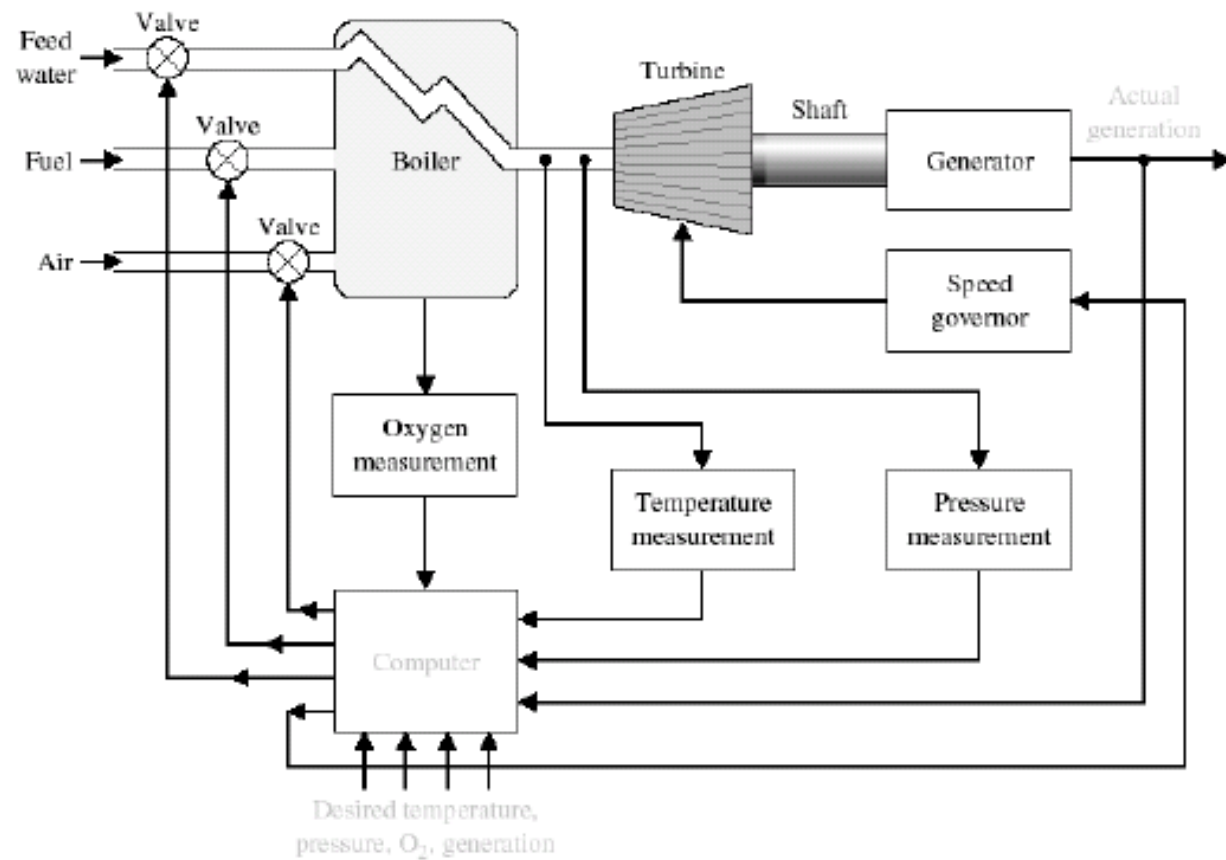 Valve
Feed
water
Turbine
Shaft
Actual
generation
Valve
Fuel
Boiler
Generator
Valve
Air
Speed
governor
Oxygen
measurement
Temperature
measurement
Pressure
measurement
Computer
Desired temperature,
pressure, O₂, generation